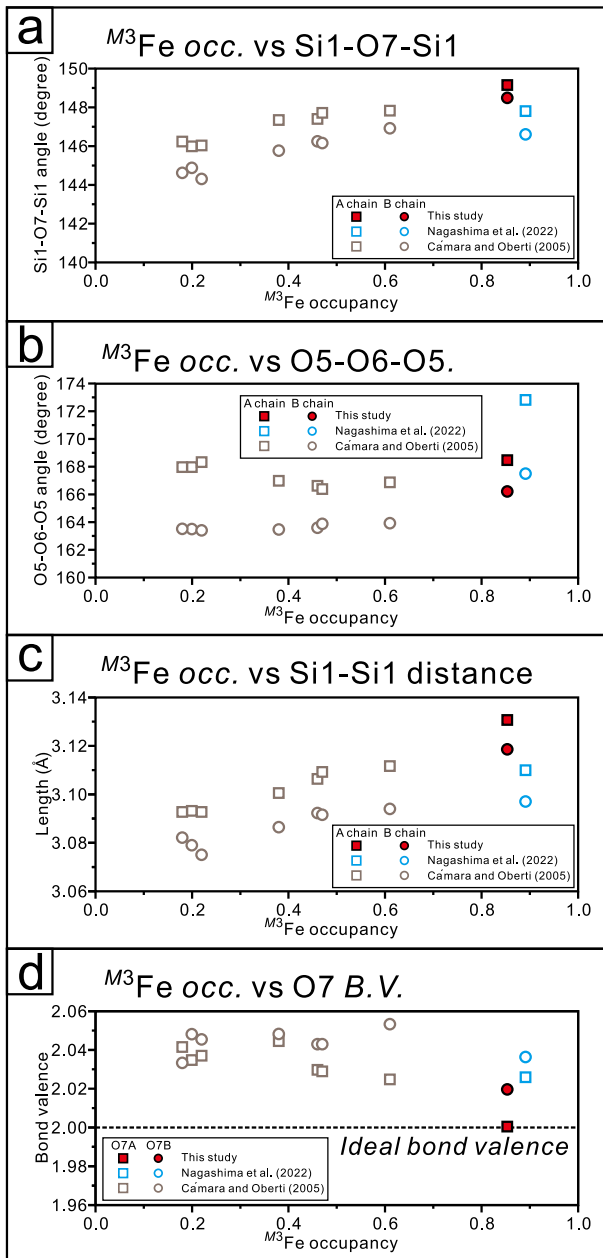 a
M3Fe occ. vs Si1-O7-Si1
150
148
146
144
142
140
Si1-O7-Si1 angle (degree)
A chain B chain
This study
Nagashima et al. (2022)
Cámara and Oberti (2005)
0.0 0.2 0.4 0.6 0.8 1.0
M3Fe occupancy
b
M3Fe occ. vs O5-O6-O5.
174
172
170
168
166
164
162
160
O5-O6-O5 angle (degree)
A chain B chain
This study
Nagashima et al. (2022)
Cámara and Oberti (2005)
0.0 0.2 0.4 0.6 0.8 1.0
M3Fe occupancy
c
M3Fe occ. vs Si1-Si1 distance
3.14
3.12
3.10
3.08
3.06
Length (Å)
A chain B chain
This study
Nagashima et al. (2022)
Cámara and Oberti (2005)
0.0 0.2 0.4 0.6 0.8 1.0
M3Fe occupancy
d
M3Fe occ. vs O7 B.V.
2.06
2.04
2.02
2.00
1.98
1.96
Bond valence
Ideal bond valence
O7A O7B
This study
Nagashima et al. (2022)
Cámara and Oberti (2005)
0.0 0.2 0.4 0.6 0.8 1.0
M3Fe occupancy